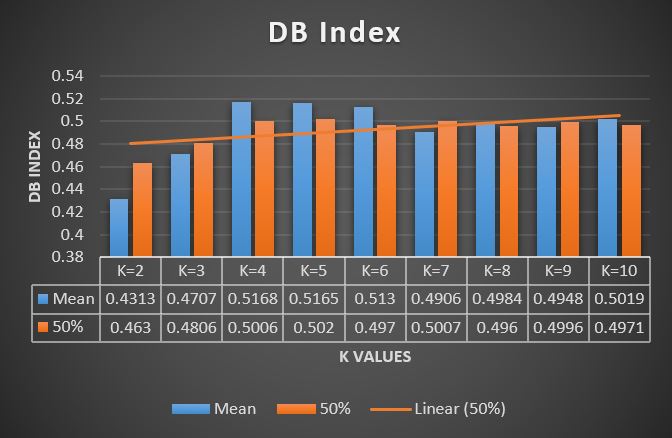 DB Index
0.54
0.52
0.5
0.48
0.46
0.44
0.42
0.4
0.38
DB INDEX
K=2 K=3 K=4 K=5 K=6 K=7 K=8 K=9 K=10
Mean 0.4313 0.4707 0.5168 0.5165 0.513 0.4906 0.4984 0.4948 0.5019
50% 0.463 0.4806 0.5006 0.502 0.497 0.5007 0.496 0.4996 0.4971
K VALUES
Mean 50% Linear (50%)